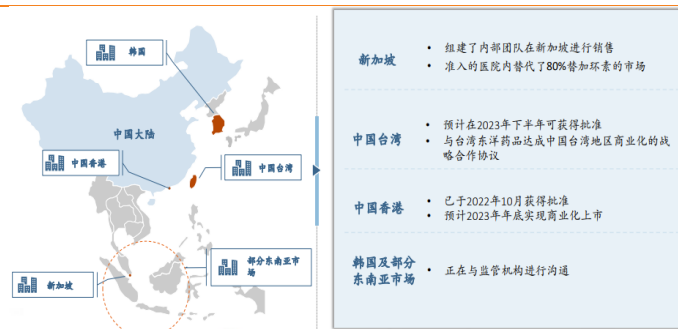 韩国
中国大陆
中国香港
中国台湾
新加坡
部分东南亚市
场
新加坡
• 组建了内部团队在新加坡进行销售
• 准入的医院内替代了80%替加环素的市场
中国台湾
• 预计在2023年下半年可获得批准
• 与台湾东洋药品达成中国台湾地区商业化的战
略合作协议
中国香港
• 已于2022年10月获得批准
• 预计2023年年底实现商业化上市
韩国及部分
东南亚市场
• 正在与监管机构进行沟通